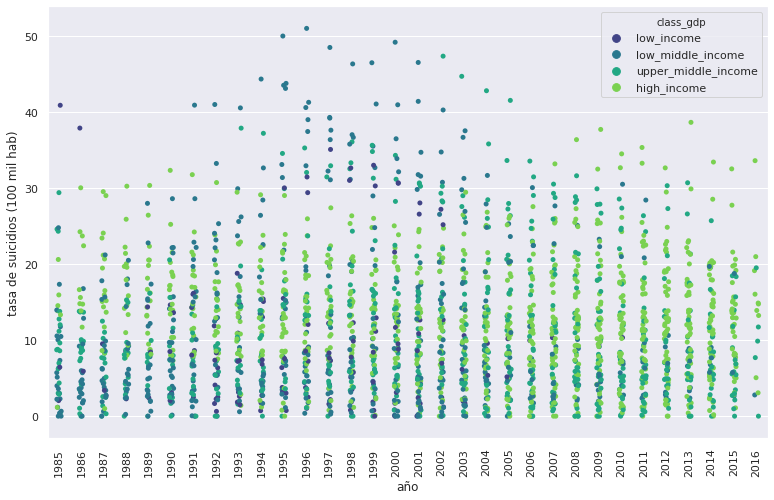 class_gdp
low_income
low_middle_income
upper_middle_income
high_income
tasa de suicidios (100 mil hab)
50
40
30
20
10
0
1985 1986 1987 1988 1989 1990 1991 1992 1993 1994 1995 1996 1997 1998 1999 2000 2001 2002 2003 2004 2005 2006 2007 2008 2009 2010 2011 2012 2013 2014 2015 2016
año